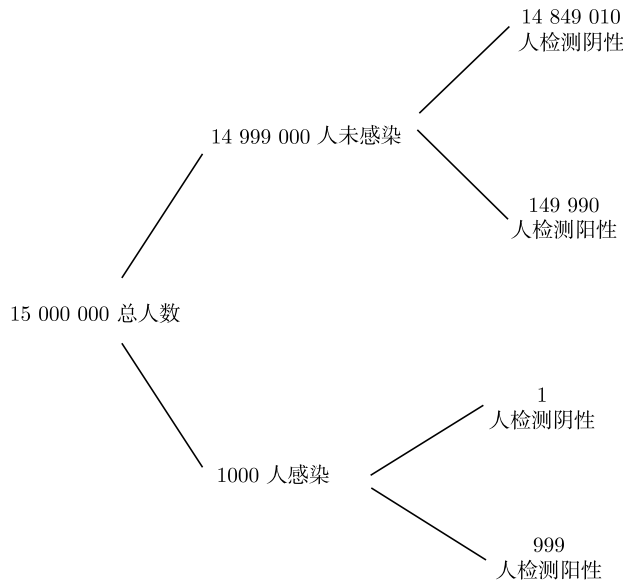 14 849 010
人检测阴性
14 999 000 人未感染
149 990
人检测阳性
15 000 000 总人数
1
人检测阴性
1000 人感染
999
人检测阳性